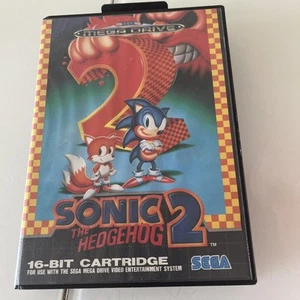 MEGA DRIVE
2
SONIC
THE
HEDGEHOG 2
TM
16-BIT CARTRIDGE
FOR USE WITH THE SEGA MEGA DRIVE VIDEO ENTERTAINMENT SYSTEM
SEGA